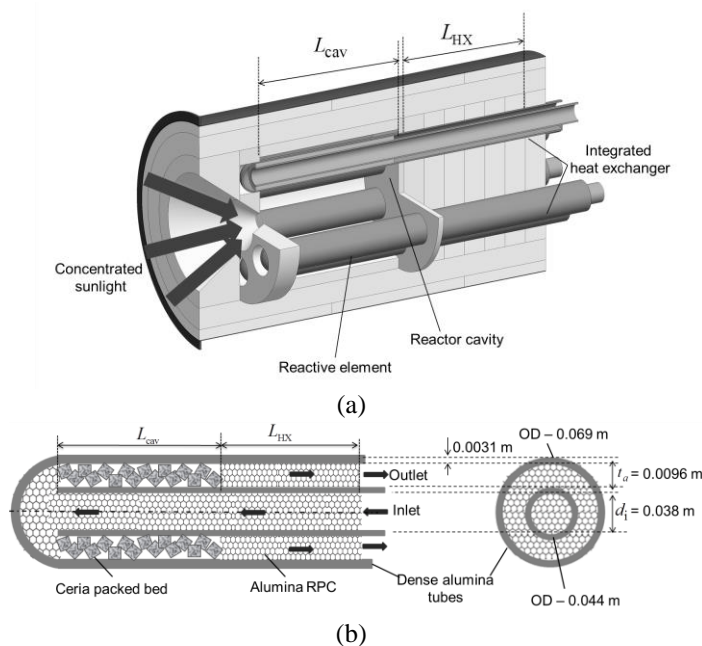 L_cav
L_HX
Integrated
heat exchanger
Concentrated
sunlight
Reactor cavity
Reactive element
(a)
L_cav
L_HX
0.0031 m
OD – 0.069 m
Outlet
t_a = 0.0096 m
Inlet
d_i = 0.038 m
Ceria packed bed
Alumina RPC
Dense alumina
tubes
OD – 0.044 m
(b)